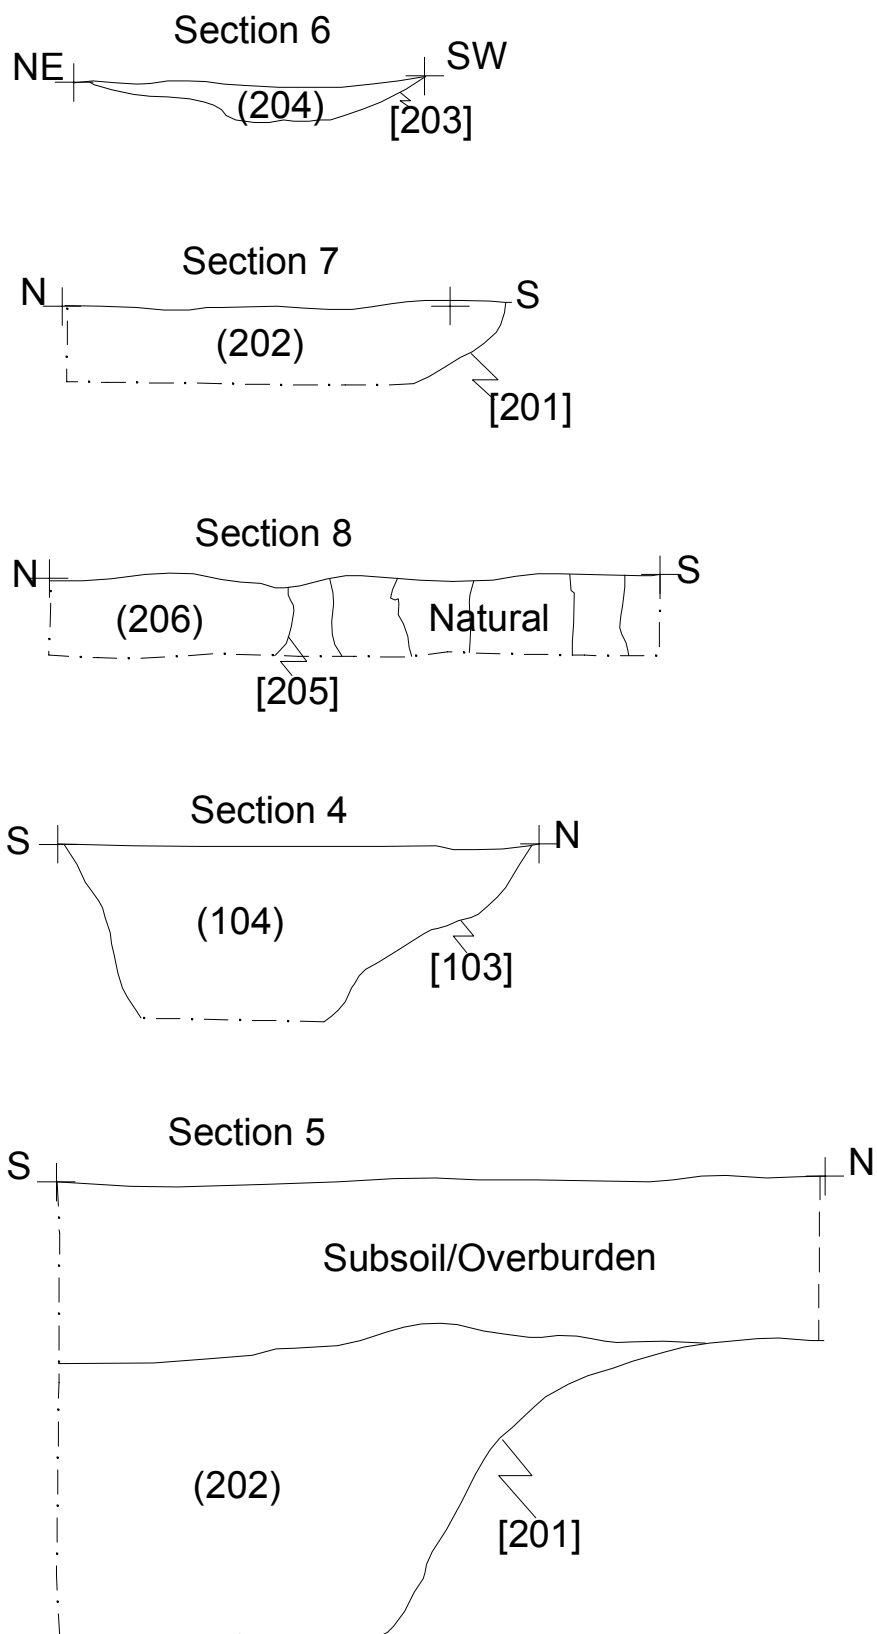 Section 6
NE
SW
(204)
[203]
Section 7
N
S
(202)
[201]
Section 8
N
S
(206)
Natural
[205]
Section 4
S
N
(104)
[103]
Section 5
S
N
Subsoil/Overburden
(202)
[201]